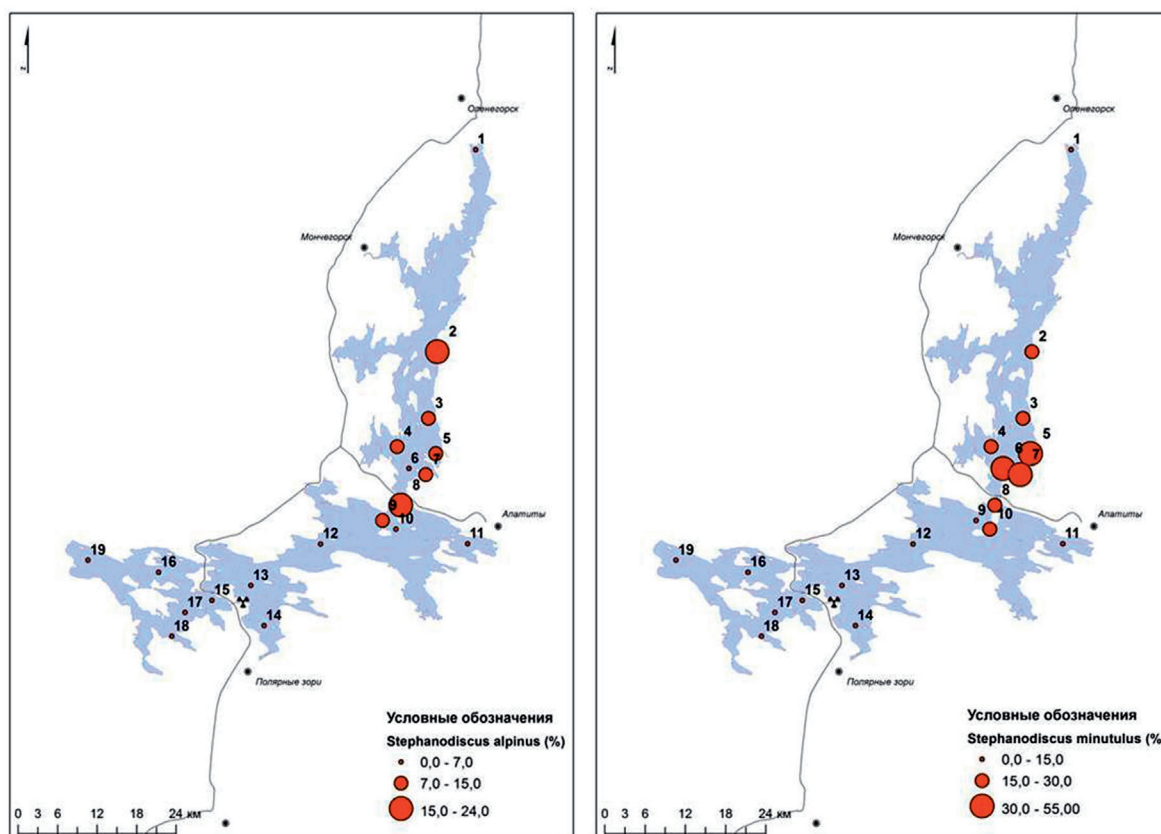 N
Оленегорск
1
Мончегорск
2
3
4
5
6
7
8
9
10
Апатиты
11
12
19
16
13
15
17
14
18
Полярные зори
Условные обозначения
Stephanodiscus alpinus (%)
0,0 - 7,0
7,0 - 15,0
15,0 - 24,0
0 3 6 12 18 24 км
N
Оленегорск
1
Мончегорск
2
3
4
5
6
7
8
9
10
Апатиты
11
12
19
16
13
15
17
14
18
Полярные зори
Условные обозначения
Stephanodiscus minutulus (%
0,0 - 15,0
15,0 - 30,0
30,0 - 55,00
0 3 6 12 18 24 км